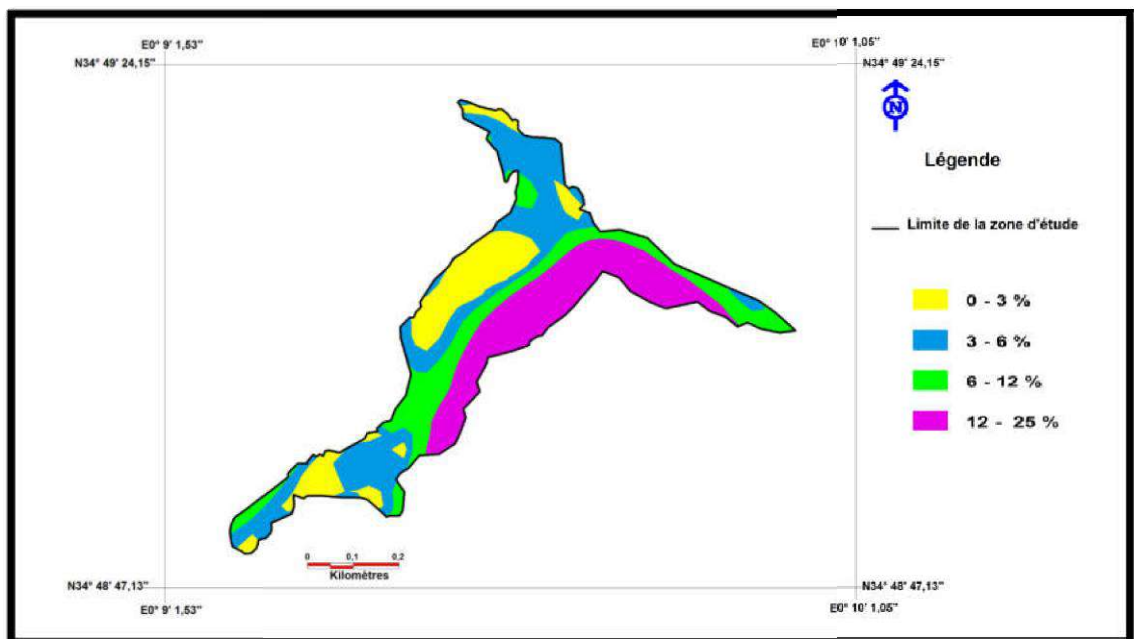 E0° 9' 1,53"
E0° 10' 1,05"
N34° 49' 24,15"
N34° 49' 24,15"
N
Légende
Limite de la zone d'étude
0 - 3 %
3 - 6 %
6 - 12 %
12 - 25 %
0 0,1 0,2
Kilomètres
N34° 48' 47,13"
N34° 48' 47,13"
E0° 9' 1,53"
E0° 10' 1,05"